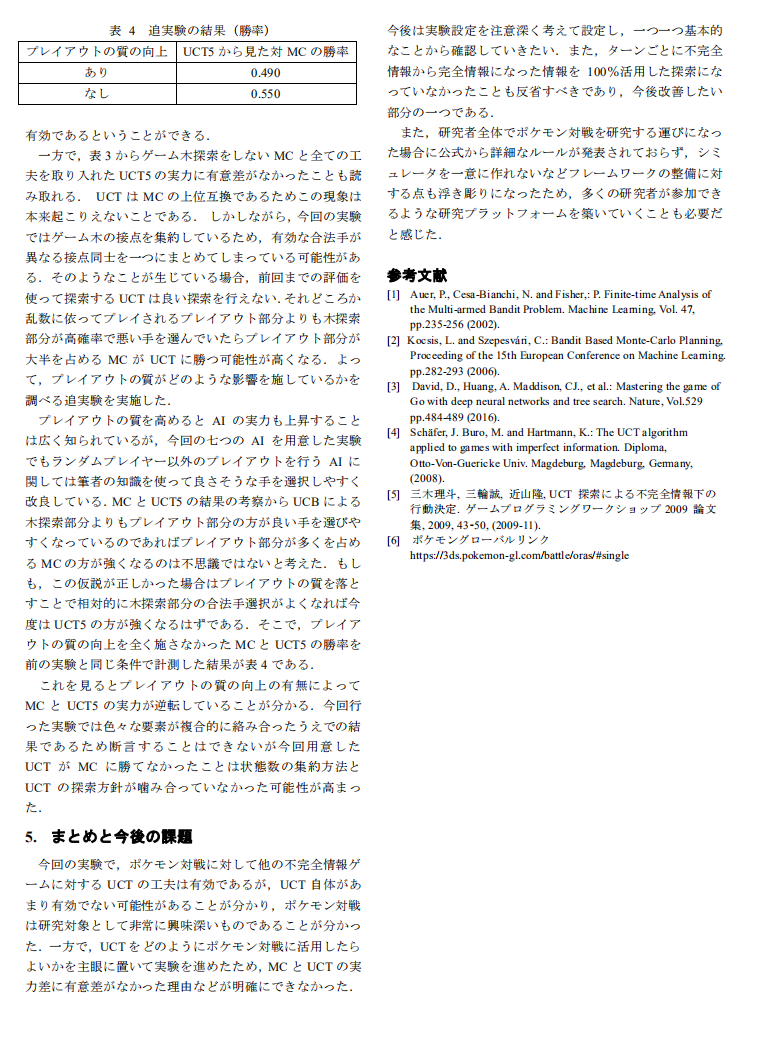 表 4　追実験の結果（勝率）
プレイアウトの質の向上　UCT5 から見た対 MC の勝率
あり　0.490
なし　0.550
有効であるということができる．
　一方で，表 3 からゲーム木探索をしない MC と全ての工
夫を取り入れた UCT5 の実力に有意差がなかったことも読
み取れる． UCT は MC の上位互換であるためこの現象は
本来起こりえないことである． しかしながら，今回の実験
ではゲーム木の接点を集約しているため，有効な合法手が
異なる接点同士を一つにまとめてしまっている可能性があ
る．そのようなことが生じている場合，前回までの評価を
使って探索する UCT は良い探索を行えない．それどころか
乱数に依ってプレイされるプレイアウト部分よりも木探索
部分が高確率で悪い手を選んでいたらプレイアウト部分が
大半を占める MC が UCT に勝つ可能性が高くなる．よっ
て，プレイアウトの質がどのような影響を施しているかを
調べる追実験を実施した．
　プレイアウトの質を高めると AI の実力も上昇すること
は広く知られているが，今回の七つの AI を用意した実験
でもランダムプレイヤー以外のプレイアウトを行う AI に
関しては筆者の知識を使って良さそうな手を選択しやすく
改良している．MC と UCT5 の結果の考察から UCB による
木探索部分よりもプレイアウト部分の方が良い手を選びや
すくなっているのであればプレイアウト部分が多くを占め
る MC の方が強くなるのは不思議ではないと考えた．もし
も，この仮説が正しかった場合はプレイアウトの質を落と
すことで相対的に木探索部分の合法手選択がよくなれば今
度は UCT5 の方が強くなるはずである．そこで，プレイア
ウトの質の向上を全く施さなかった MC と UCT5 の勝率を
前の実験と同じ条件で計測した結果が表 4 である．
　これを見るとプレイアウトの質の向上の有無によって
MC と UCT5 の実力が逆転していることが分かる．今回行
った実験では色々な要素が複合的に絡み合ったうえでの結
果であるため断言することはできないが今回用意した
UCT が MC に勝てなかったことは状態数の集約方法と
UCT の探索方針が噛み合っていなかった可能性が高まっ
た．
5.　まとめと今後の課題
　今回の実験で，ポケモン対戦に対して他の不完全情報ゲ
ームに対する UCT の工夫は有効であるが，UCT 自体があ
まり有効でない可能性があることが分かり，ポケモン対戦
は研究対象として非常に興味深いものであることが分かっ
た．一方で，UCT をどのようにポケモン対戦に活用したら
よいかを主眼に置いて実験を進めたため，MC と UCT の実
力差に有意差がなかった理由などが明確にできなかった．
今後は実験設定を注意深く考えて設定し，一つ一つ基本的
なことから確認していきたい．また，ターンごとに不完全
情報から完全情報になった情報を 100%活用した探索にな
っていなかったことも反省すべきであり，今後改善したい
部分の一つである．
　また，研究者全体でポケモン対戦を研究する運びになっ
た場合に公式から詳細なルールが発表されておらず，シミ
ュレータを一意に作れないなどフレームワークの整備に対
する点も浮き彫りになったため，多くの研究者が参加でき
るような研究プラットフォームを築いていくことも必要だ
と感じた．
参考文献
[1]　Auer, P., Cesa-Bianchi, N. and Fisher,: P. Finite-time Analysis of
the Multi-armed Bandit Problem. Machine Learning, Vol. 47,
pp.235-256 (2002).
[2]　Kocsis, L. and Szepesvári, C.: Bandit Based Monte-Carlo Planning,
Proceeding of the 15th European Conference on Machine Learning.
pp.282-293 (2006).
[3]　David, D., Huang, A. Maddison, CJ., et al.: Mastering the game of
Go with deep neural networks and tree search. Nature, Vol.529
pp.484-489 (2016).
[4]　Schäfer, J. Buro, M. and Hartmann, K.: The UCT algorithm
applied to games with imperfect information. Diploma,
Otto-Von-Guericke Univ. Magdeburg, Magdeburg, Germany,
(2008).
[5]　三木理斗, 三輪誠, 近山隆, UCT 探索による不完全情報下の
行動決定. ゲームプログラミングワークショップ 2009 論文
集, 2009, 43-50, (2009-11).
[6]　ポケモングローバルリンク
https://3ds.pokemon-gl.com/battle/oras/#single